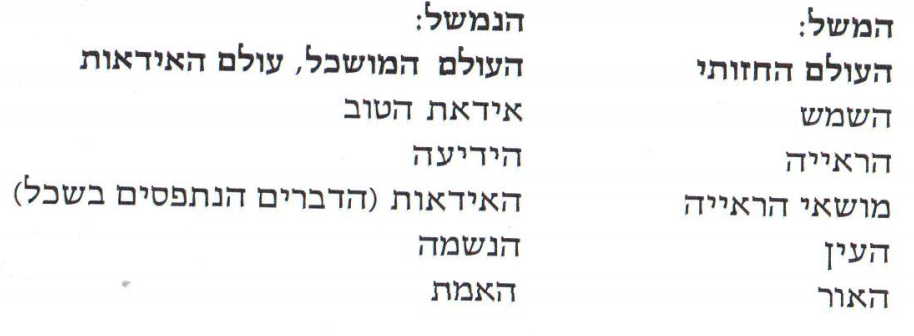 המשל: הנמשל:
העולם החזותי העולם המושכל, עולם האידאות
השמש אידאת הטוב
הראייה הידיעה
מושאי הראייה האידאות (הדברים הנתפסים בשכל)
העין הנשמה
האור האמת